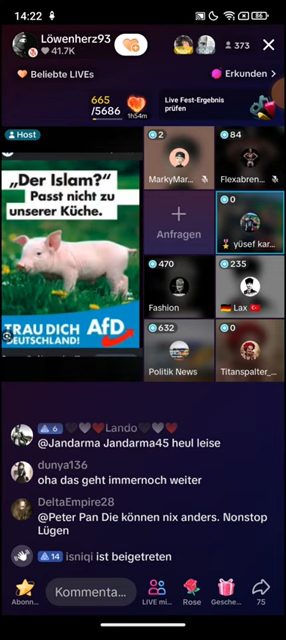 14:22
86
Löwenherz93
41.7K
373
Beliebte LIVEs
Erkunden >
665
/5686
1h54m
Live Fest-Ergebnis
prüfen
Host
„Der Islam?“
Passt nicht zu
unserer Küche.
TRAU DICH
DEUTSCHLAND!
AfD
2
MarkyMar...
84
Flexabren...
+
Anfragen
0
yüsef kar...
470
Fashion
235
Lax
632
Politik News
0
Titanspalter_...
6
Lando
@Jandarma Jandarma45 heul leise
dunya136
oha das geht immernoch weiter
DeltaEmpire28
@Peter Pan Die können nix anders. Nonstop
Lügen
14
isniqi ist beigetreten
Abonn...
Kommenta...
LIVE mi...
Rose
Gesche...
75